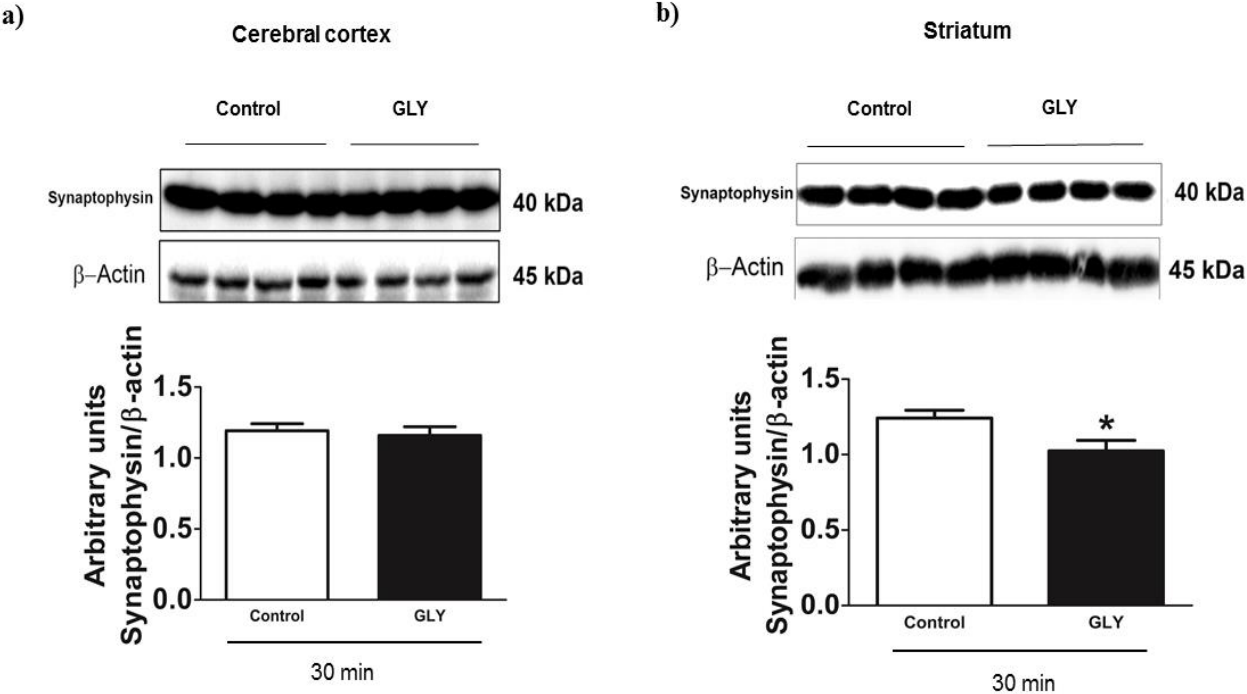 a)
Cerebral cortex
Control GLY
Synaptophysin 40 kDa
β–Actin 45 kDa
Arbitrary units
Synaptophysin/β-actin
1.5
1.0
0.5
0.0
Control GLY
30 min
b)
Striatum
Control GLY
Synaptophysin 40 kDa
β–Actin 45 kDa
Arbitrary units
Synaptophysin/β-actin
1.5
1.0
0.5
0.0
*
Control GLY
30 min